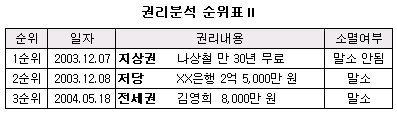 권리분석 순위표 II
순위 일자 권리내용 소멸여부
1순위 2003.12.07 지상권 나상철 만 30년 무료 말소 안됨
2순위 2003.12.08 저당 XX은행 2억 5,000만 원 말소
3순위 2004.05.18 전세권 김영희 8,000만 원 말소